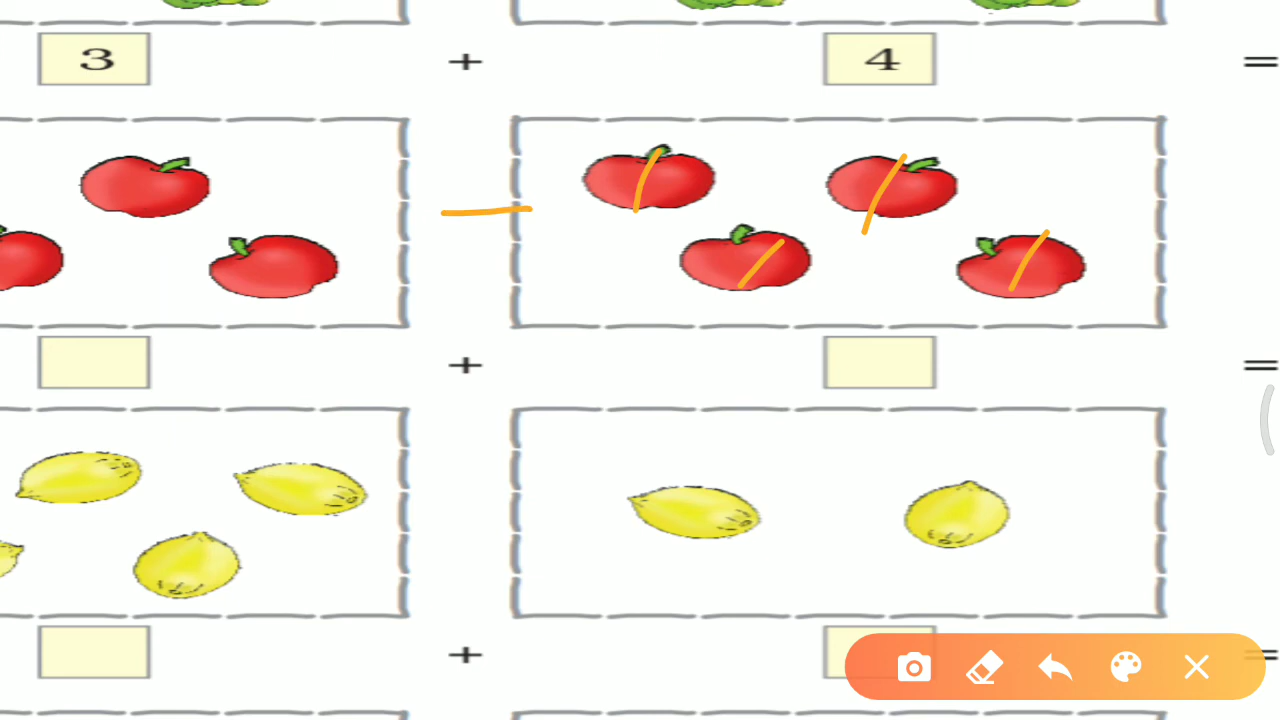 3 + 4 =
+ =
+ =